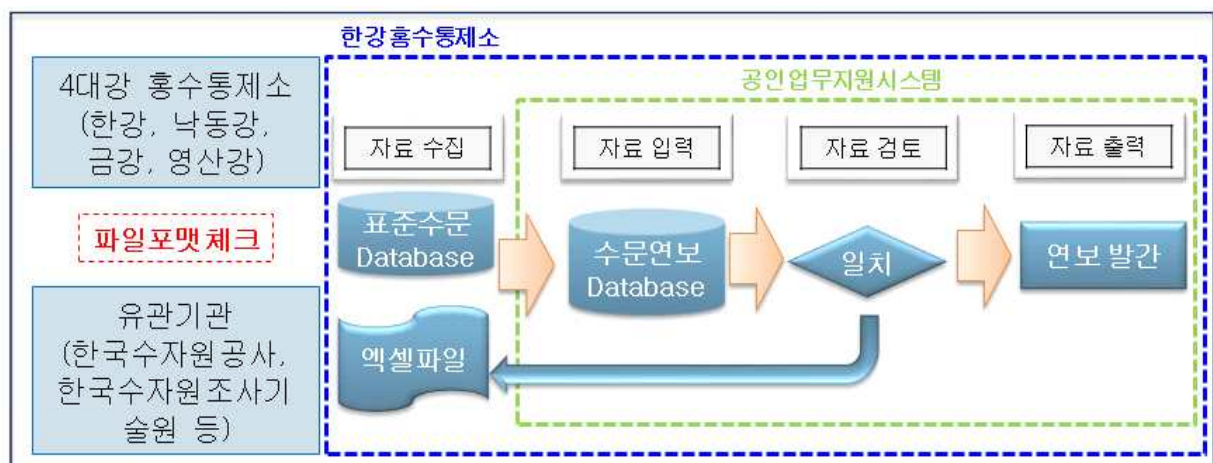 한강홍수통제소
4대강 홍수통제소
(한강, 낙동강,
금강, 영산강)
파일포맷체크
유관기관
(한국수자원공사,
한국수자원조사기
술원 등)
공인업무지원시스템
자료 수집
자료 입력
자료 검토
자료 출력
표준수문
Database
수문연보
Database
일치
연보 발간
엑셀파일